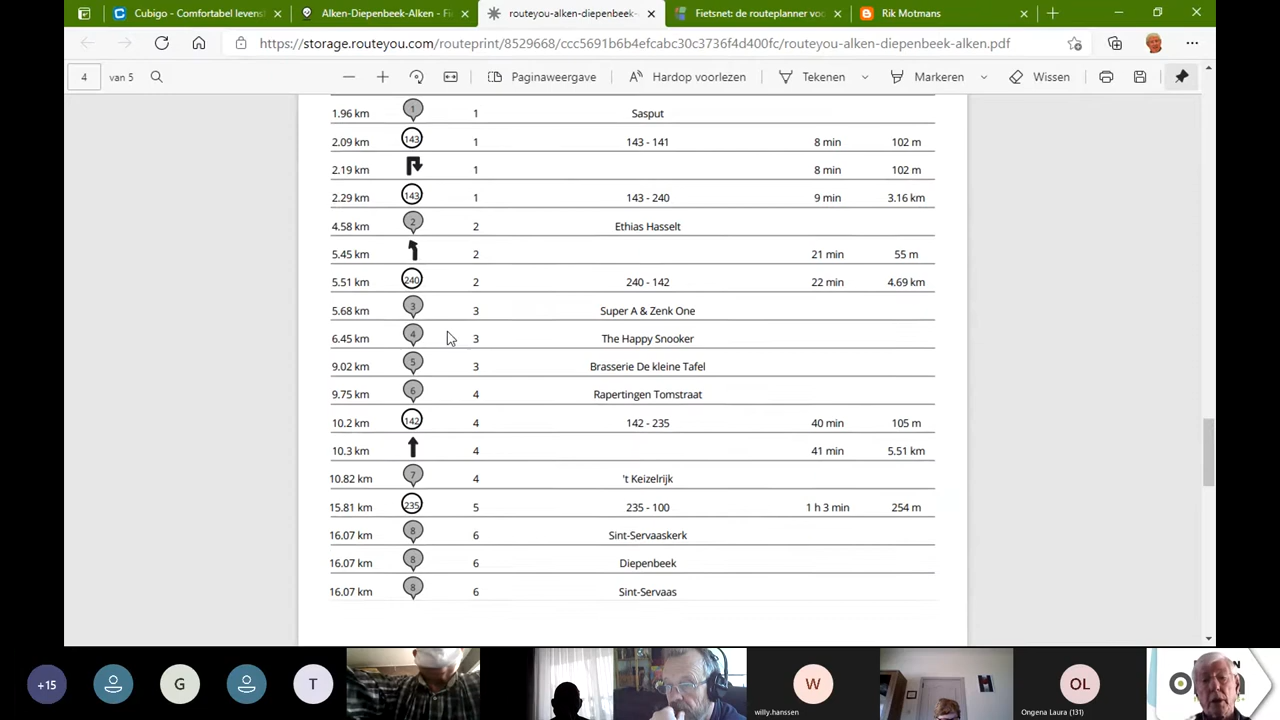 Cubigo - Comfortabel levenst
Alken-Diepenbeek-Alken - Fi
routeyou-alken-diepenbeek-
Fietsnet: de routeplanner voo
Rik Motmans
https://storage.routeyou.com/routeprint/8529668/ccc5691b6b4efcabc30c3736f4d400fc/routeyou-alken-diepenbeek-alken.pdf
4 van 5 Paginaweergave Hardop voorlezen Tekenen Markeren Wissen
1.96 km 1 1 Sasput
2.09 km 143 1 143 - 141 8 min 102 m
2.19 km 1 8 min 102 m
2.29 km 143 1 143 - 240 9 min 3.16 km
4.58 km 2 2 Ethias Hasselt
5.45 km 2 21 min 55 m
5.51 km 240 2 240 - 142 22 min 4.69 km
5.68 km 3 3 Super A & Zenk One
6.45 km 4 3 The Happy Snooker
9.02 km 5 3 Brasserie De kleine Tafel
9.75 km 6 4 Rapertingen Tomstraat
10.2 km 142 4 142 - 235 40 min 105 m
10.3 km 4 41 min 5.51 km
10.82 km 7 4 't Keizelrijk
15.81 km 235 5 235 - 100 1 h 3 min 254 m
16.07 km 8 6 Sint-Servaaskerk
16.07 km 8 6 Diepenbeek
16.07 km 8 6 Sint-Servaas
+15 G T W OL
willy.hanssen
Ongena Laura (131)